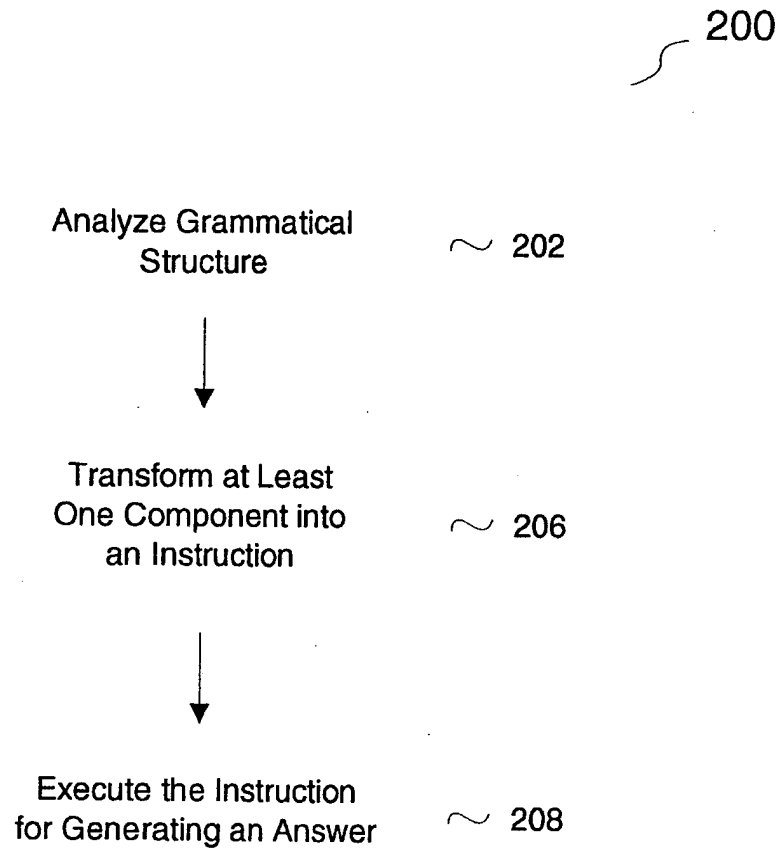 200
Analyze Grammatical
Structure
202
Transform at Least
One Component into
an Instruction
206
Execute the Instruction
for Generating an Answer
208